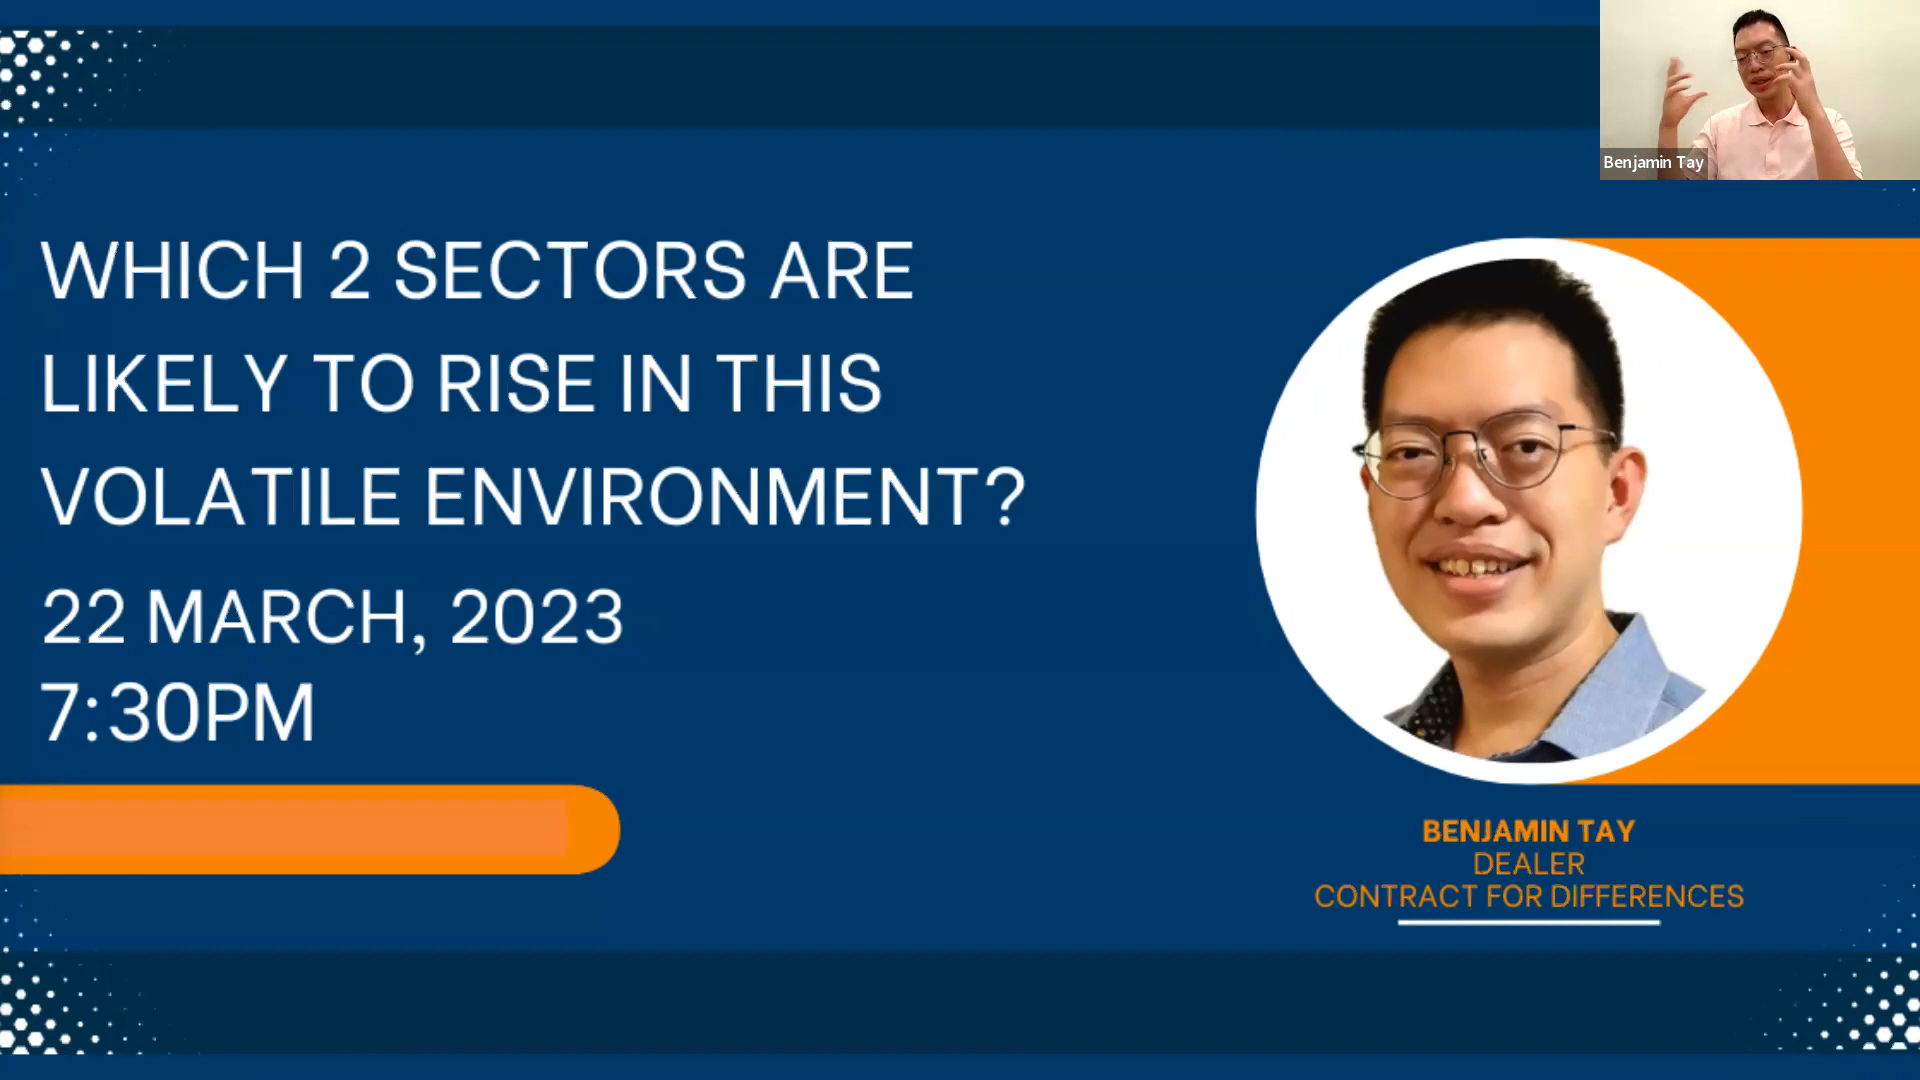 Benjamin Tay
WHICH 2 SECTORS ARE
LIKELY TO RISE IN THIS
VOLATILE ENVIRONMENT?
22 MARCH, 2023
7:30PM
BENJAMIN TAY
DEALER
CONTRACT FOR DIFFERENCES